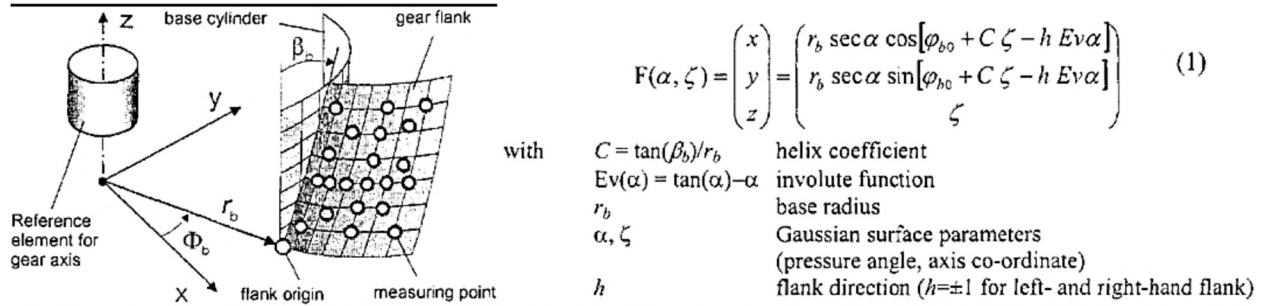 base cylinder
gear flank
z
β_b
y
r_b
Φ_b
x
Reference
element for
gear axis
flank origin
measuring point
F(α, ζ) = (x y z) = (r_b sec α cos[φ_b0 + C ζ − h Evα] r_b sec α sin[φ_b0 + C ζ − h Evα] ζ) (1)
with C = tan(β_b)/r_b helix coefficient
Ev(α) = tan(α)−α involute function
r_b base radius
α, ζ Gaussian surface parameters
(pressure angle, axis co-ordinate)
h flank direction (h=±1 for left- and right-hand flank)